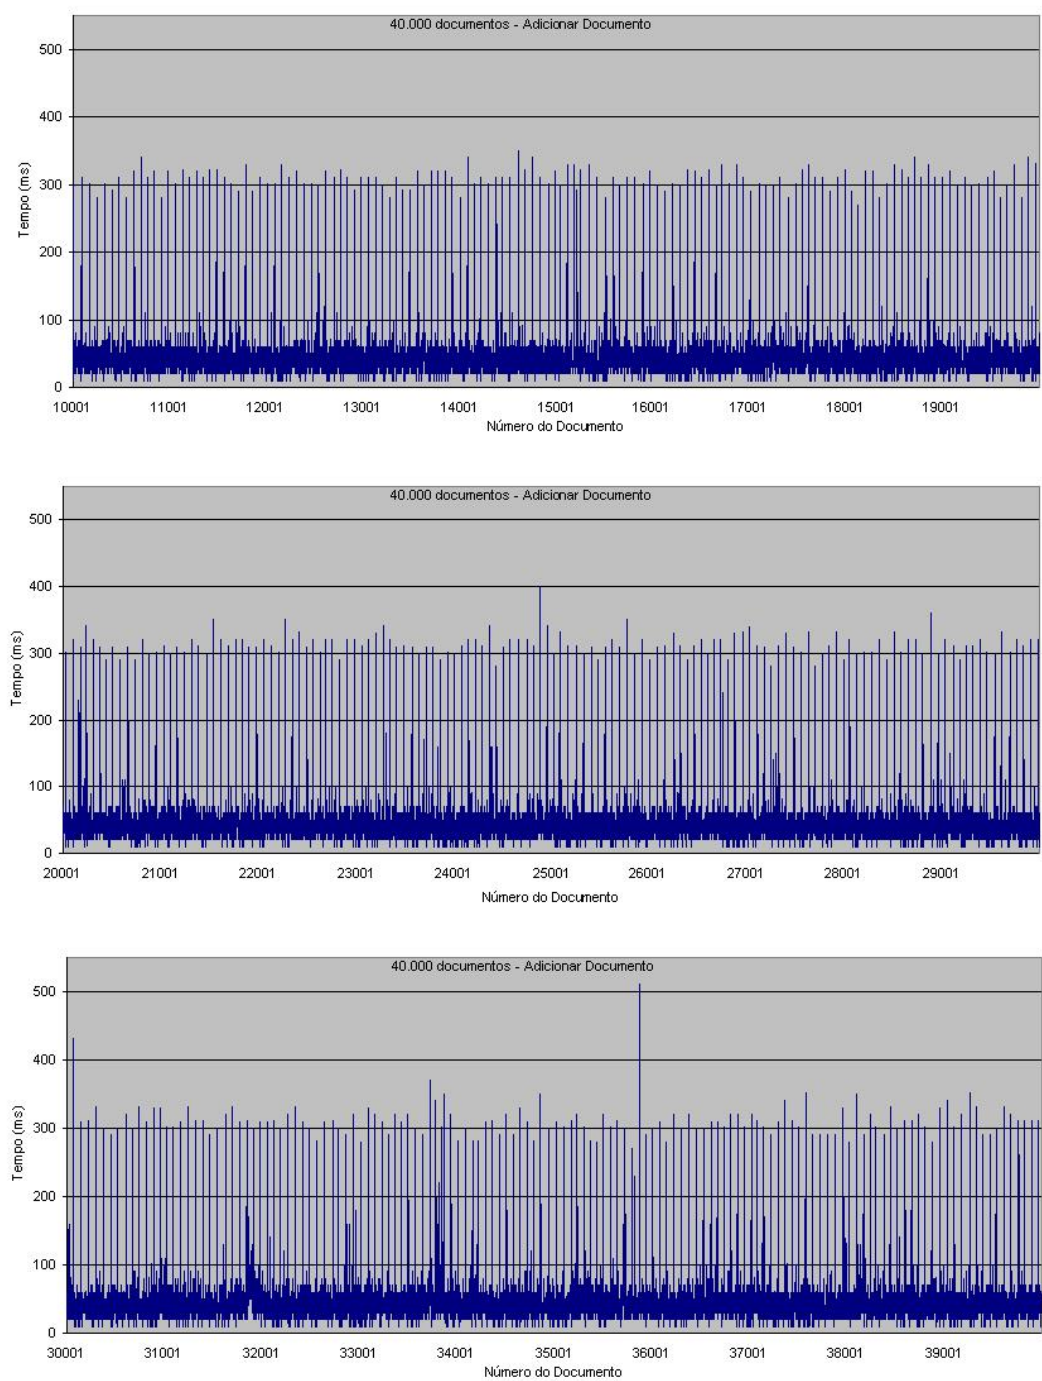 40.000 documentos - Adicionar Documento
500
400
300
200
100
0
Tempo (ms)
10001 11001 12001 13001 14001 15001 16001 17001 18001 19001
Número do Documento
40.000 documentos - Adicionar Documento
500
400
300
200
100
0
Tempo (ms)
20001 21001 22001 23001 24001 25001 26001 27001 28001 29001
Número do Documento
40.000 documentos - Adicionar Documento
500
400
300
200
100
0
Tempo (ms)
30001 31001 32001 33001 34001 35001 36001 37001 38001 39001
Número do Documento